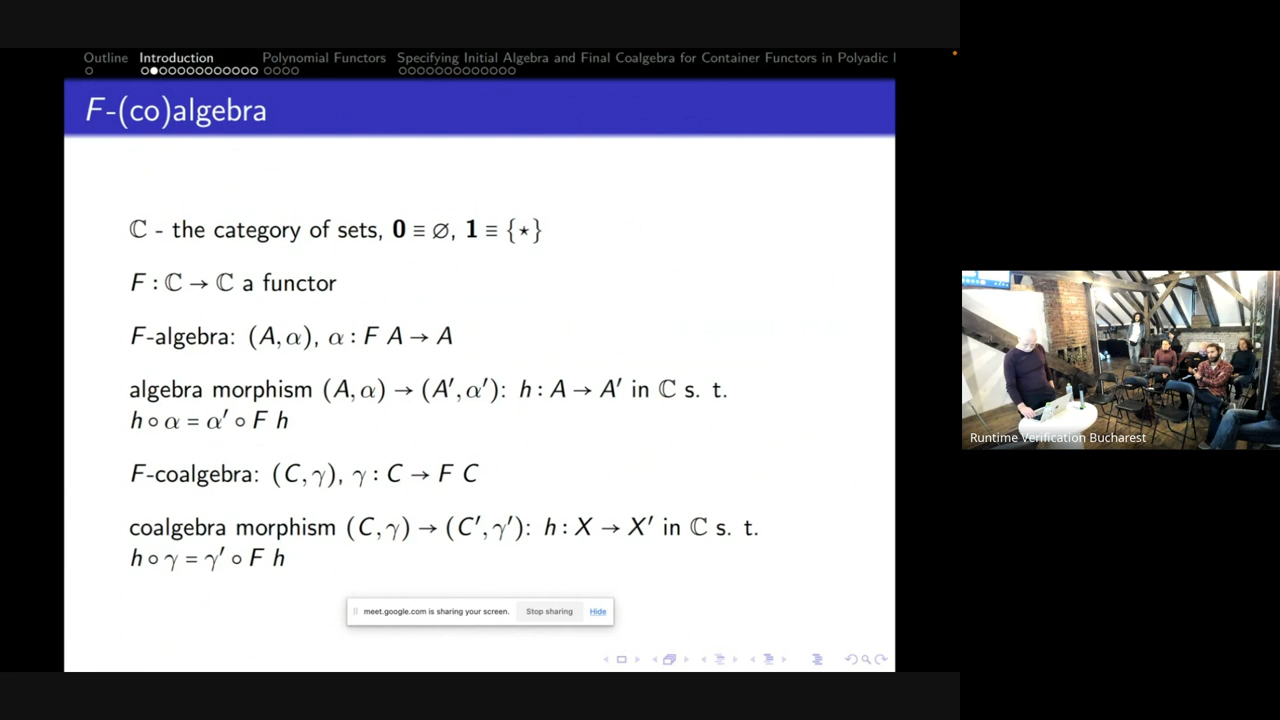 Outline Introduction Polynomial Functors Specifying Initial Algebra and Final Coalgebra for Container Functors in Polyadic
F-(co)algebra
ℂ - the category of sets, 𝟎 ≡ ∅, 𝟏 ≡ {⋆}
F : ℂ → ℂ a functor
F-algebra: (A, α), α : F A → A
algebra morphism (A, α) → (A′, α′): h : A → A′ in ℂ s. t.
h ∘ α = α′ ∘ F h
F-coalgebra: (C, γ), γ : C → F C
coalgebra morphism (C, γ) → (C′, γ′): h : X → X′ in ℂ s. t.
h ∘ γ = γ′ ∘ F h
meet.google.com is sharing your screen. Stop sharing Hide
Runtime Verification Bucharest